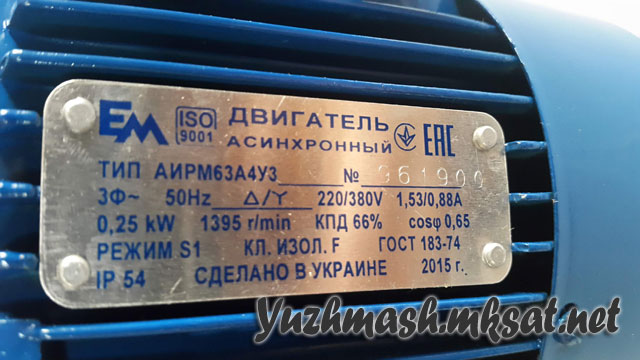 EM ISO 9001 ДВИГАТЕЛЬ АСИНХРОННЫЙ EAC
ТИП АИРМ63А4У3 № 961900
3Ф~ 50Hz △/Y 220/380V 1,53/0,88A
0,25 kW 1395 r/min КПД 66% cosφ 0,65
РЕЖИМ S1 КЛ. ИЗОЛ. F ГОСТ 183-74
IP 54 СДЕЛАНО В УКРАИНЕ 2015 г.
Yuzhmash.mksat.net